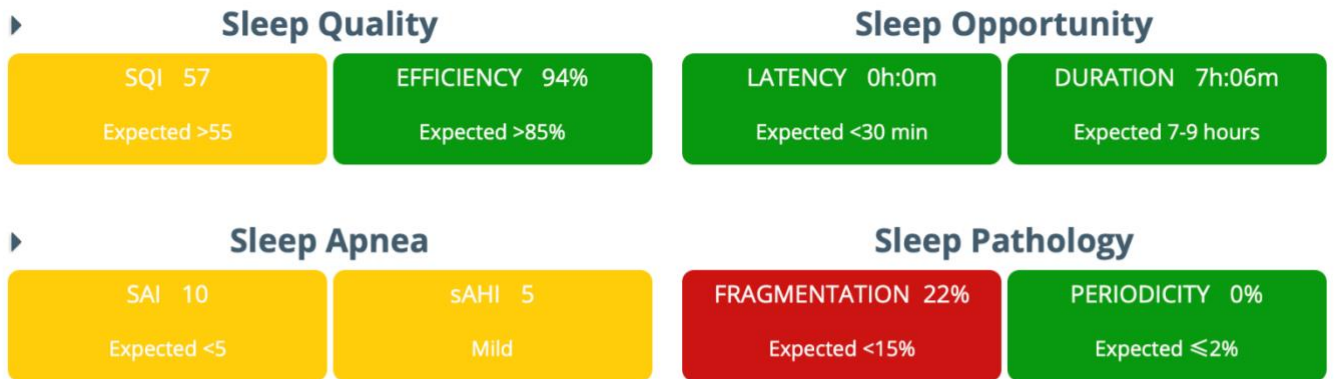 Sleep Quality
SQI 57
Expected >55
EFFICIENCY 94%
Expected >85%
Sleep Opportunity
LATENCY 0h:0m
Expected <30 min
DURATION 7h:06m
Expected 7-9 hours
Sleep Apnea
SAI 10
Expected <5
sAHI 5
Mild
Sleep Pathology
FRAGMENTATION 22%
Expected <15%
PERIODICITY 0%
Expected ⩽2%